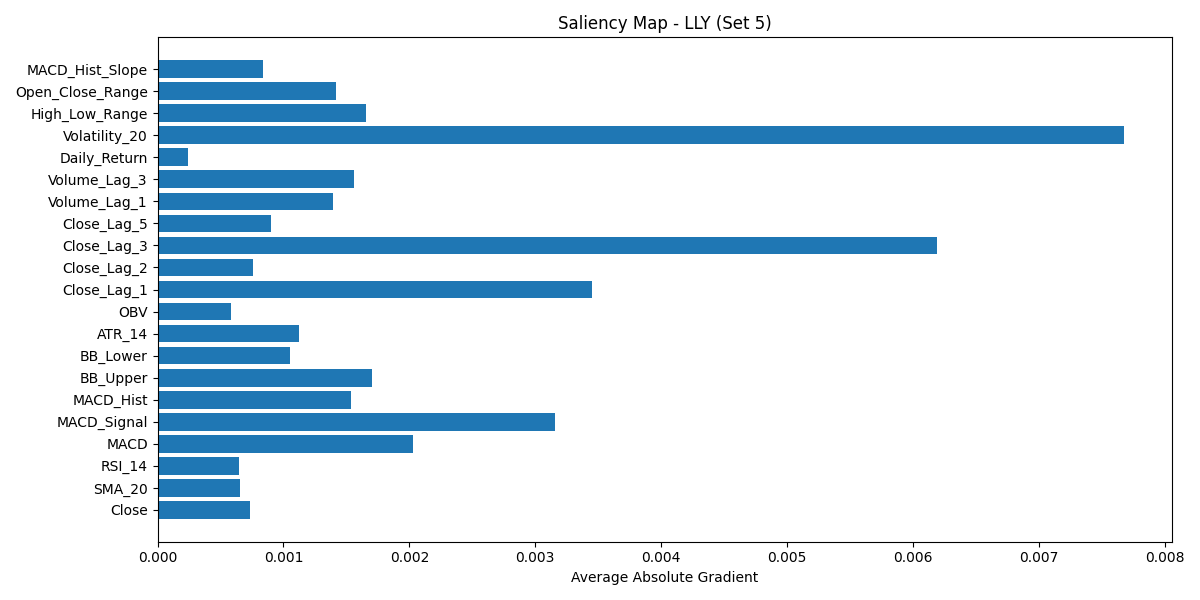 Saliency Map - LLY (Set 5)
MACD_Hist_Slope
Open_Close_Range
High_Low_Range
Volatility_20
Daily_Return
Volume_Lag_3
Volume_Lag_1
Close_Lag_5
Close_Lag_3
Close_Lag_2
Close_Lag_1
OBV
ATR_14
BB_Lower
BB_Upper
MACD_Hist
MACD_Signal
MACD
RSI_14
SMA_20
Close
0.000 0.001 0.002 0.003 0.004 0.005 0.006 0.007 0.008
Average Absolute Gradient